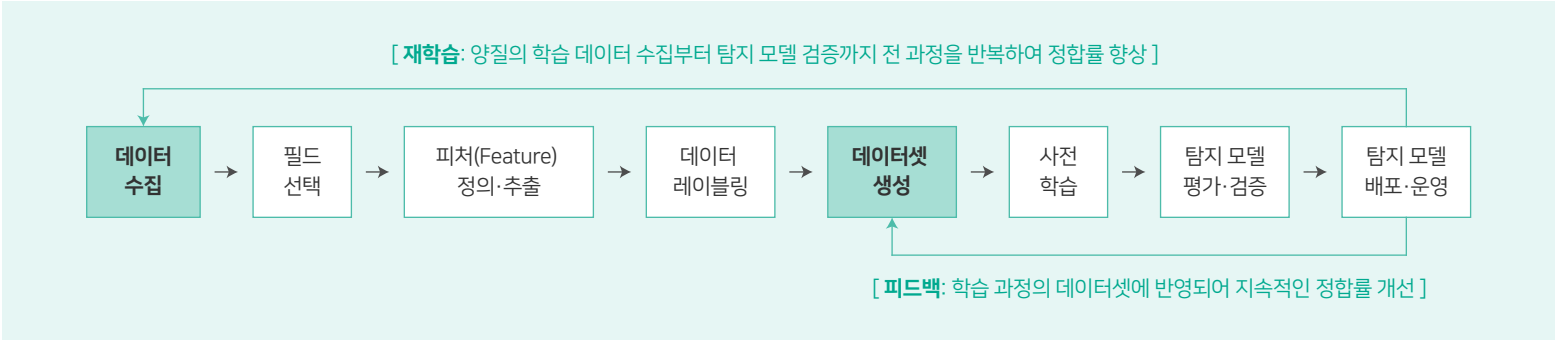 [ 재학습: 양질의 학습 데이터 수집부터 탐지 모델 검증까지 전 과정을 반복하여 정합률 향상 ]
데이터
수집
필드
선택
피처(Feature)
정의·추출
데이터
레이블링
데이터셋
생성
사전
학습
탐지 모델
평가·검증
탐지 모델
배포·운영
[ 피드백: 학습 과정의 데이터셋에 반영되어 지속적인 정합률 개선 ]